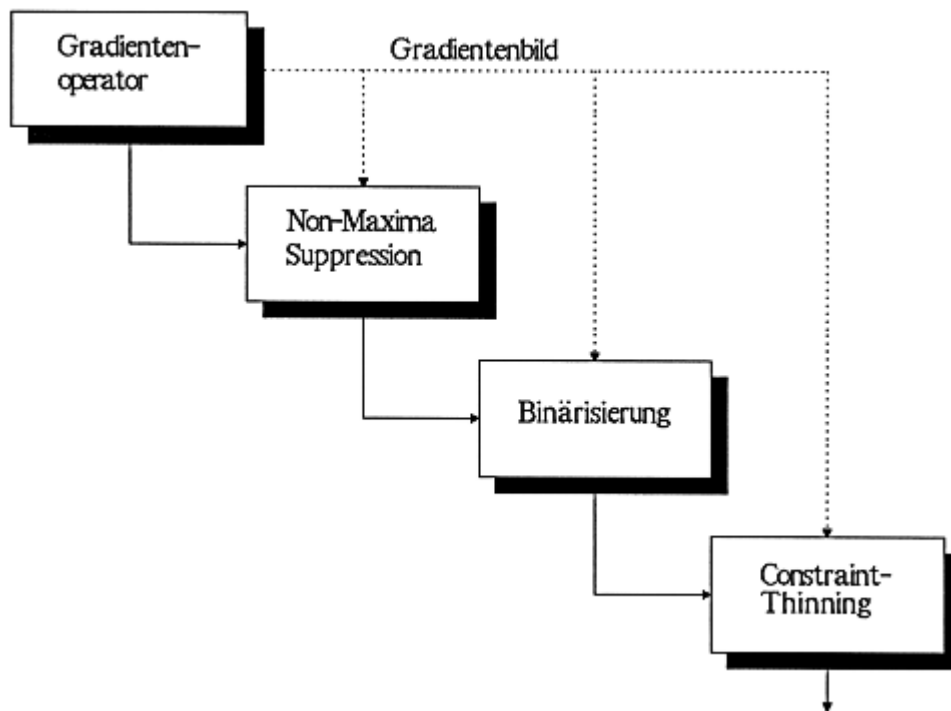 Gradienten-
operator
Gradientenbild
Non-Maxima
Suppression
Binärisierung
Constraint-
Thinning